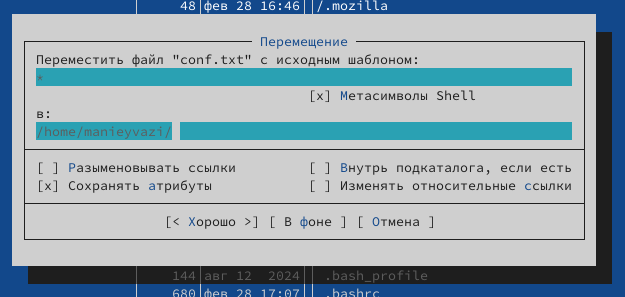 48 фев 28 16:46 /.mozilla
Перемещение
Переместить файл "conf.txt" с исходным шаблоном:
*
[x] Метасимволы Shell
в:
/home/manieyvazi/
[ ] Разыменовывать ссылки [ ] Внутрь подкаталога, если есть
[x] Сохранять атрибуты [ ] Изменять относительные ссылки
[< Хорошо >] [ В фоне ] [ Отмена ]
144 авг 12 2024 .bash_profile
680 фев 28 17:07 .bashrc